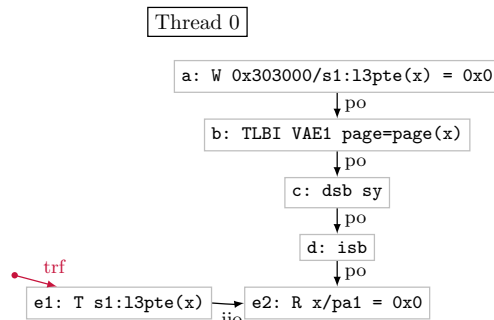 Thread 0
a: W 0x303000/s1:l3pte(x) = 0x0
po
b: TLBI VAE1 page=page(x)
po
c: dsb sy
po
d: isb
po
trf
e1: T s1:l3pte(x)
e2: R x/pa1 = 0x0